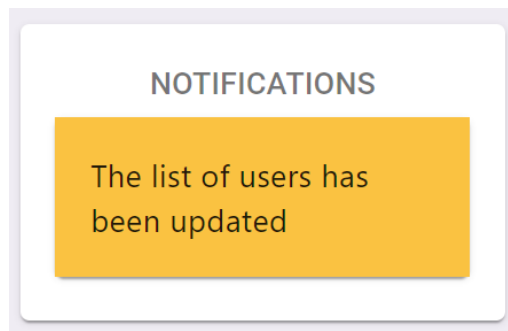 NOTIFICATIONS
The list of users has
been updated